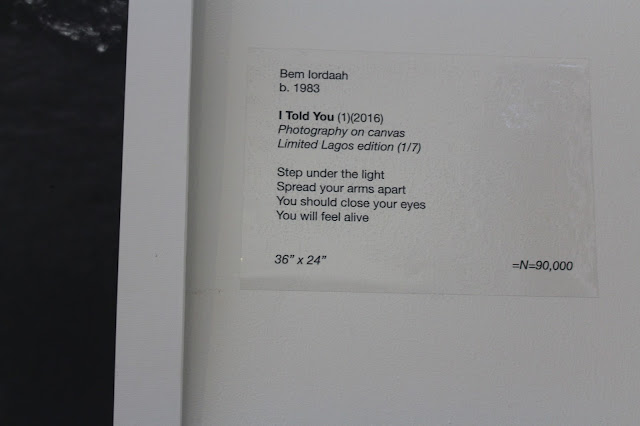 Bem Iordaah
b. 1983
I Told You (1)(2016)
Photography on canvas
Limited Lagos edition (1/7)
Step under the light
Spread your arms apart
You should close your eyes
You will feel alive
36” x 24”
=N=90,000